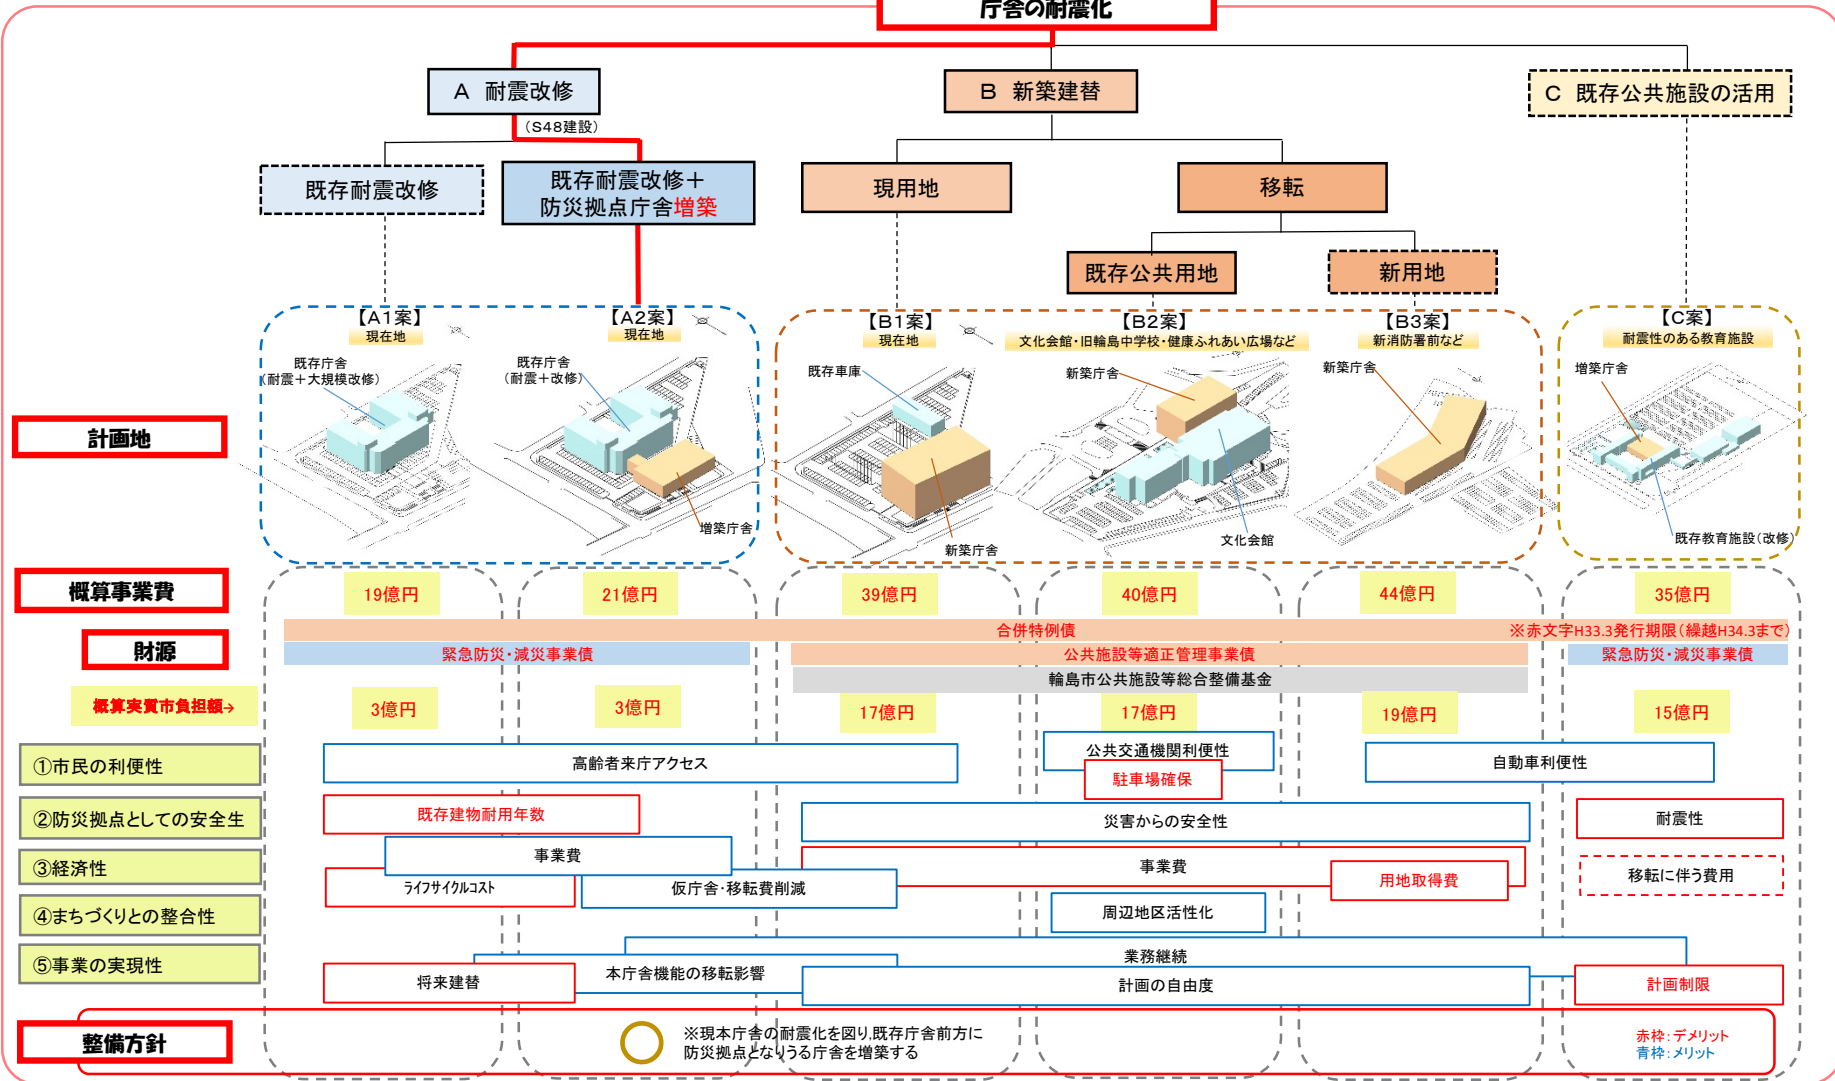 庁舎の耐震化
A 耐震改修
B 新築建替
C 既存公共施設の活用
(S48建設)
既存耐震改修
既存耐震改修+
防災拠点庁舎増築
現用地
移転
既存公共用地
新用地
【A1案】
現在地
【A2案】
現在地
【B1案】
現在地
【B2案】
文化会館・旧輪島中学校・健康ふれあい広場など
【B3案】
新消防署前など
【C案】
耐震性のある教育施設
計画地
既存庁舎
(耐震+大規模改修)
既存庁舎
(耐震+改修)
増築庁舎
既存車庫
新築庁舎
新築庁舎
文化会館
新築庁舎
増築庁舎
既存教育施設(改修)
概算事業費
19億円
21億円
39億円
40億円
44億円
35億円
財源
合併特例債
※赤文字H33.3発行期限(繰越H34.3まで)
緊急防災・減災事業債
公共施設等適正管理事業債
緊急防災・減災事業債
輪島市公共施設等総合整備基金
概算実質市負担額→
3億円
3億円
17億円
17億円
19億円
15億円
①市民の利便性
高齢者来庁アクセス
公共交通機関利便性
駐車場確保
自動車利便性
②防災拠点としての安全生
既存建物耐用年数
災害からの安全性
耐震性
③経済性
事業費
事業費
ライフサイクルコスト
仮庁舎・移転費削減
用地取得費
移転に伴う費用
④まちづくりとの整合性
周辺地区活性化
⑤事業の実現性
業務継続
将来建替
本庁舎機能の移転影響
計画の自由度
計画制限
整備方針
※現本庁舎の耐震化を図り,既存庁舎前方に
防災拠点となりうる庁舎を増築する
赤枠:デメリット
青枠:メリット